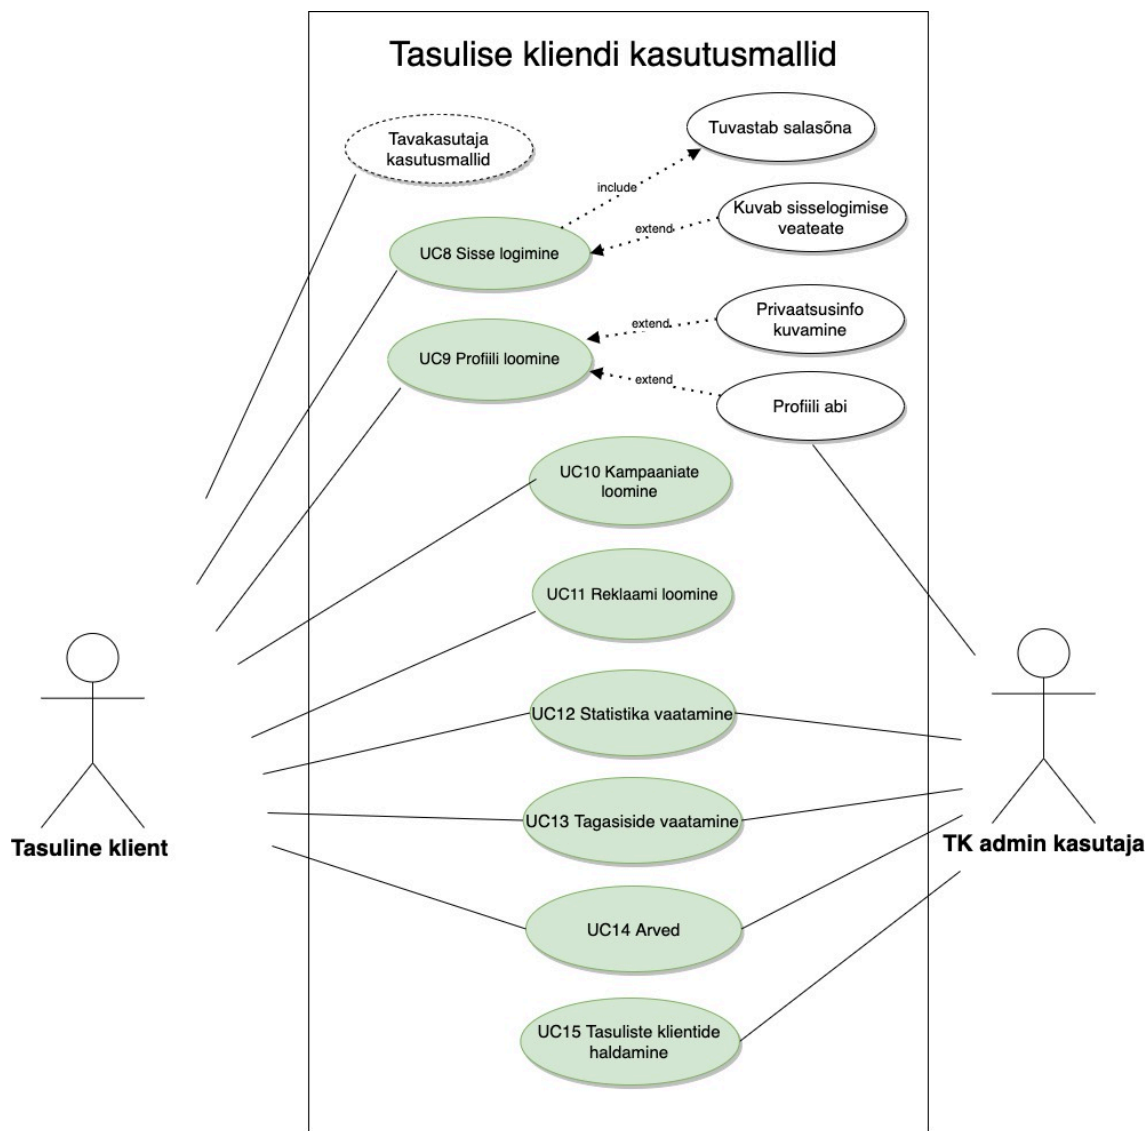 Tasulise kliendi kasutusmallid
Tavakasutaja
kasutusmallid
Tuvastab salasõna
include
Kuvab sisselogimise
veateate
extend
UC8 Sisse logimine
Privaatsusinfo
kuvamine
extend
UC9 Profiili loomine
extend
Profiili abi
UC10 Kampaaniate
loomine
UC11 Reklaami loomine
UC12 Statistika vaatamine
UC13 Tagasiside vaatamine
Tasuline klient
TK admin kasutaja
UC14 Arved
UC15 Tasuliste klientide
haldamine